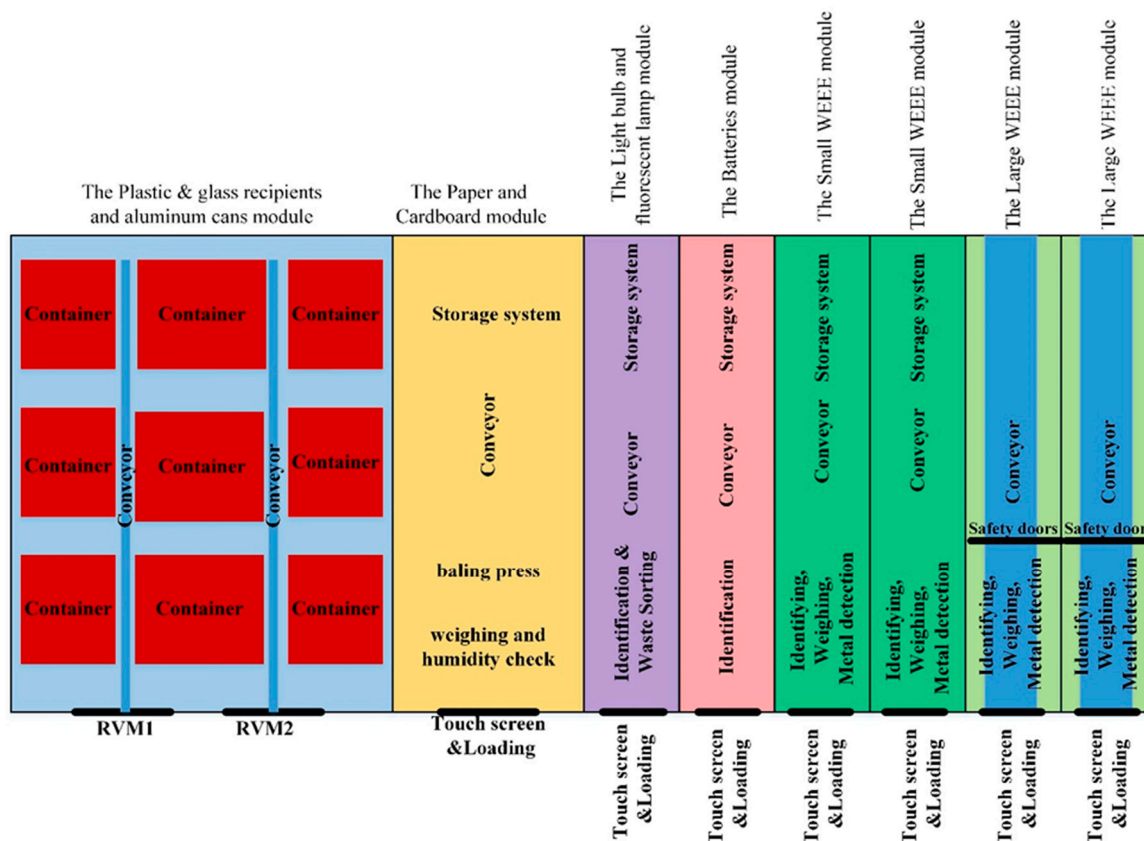 The Plastic & glass recipients
and aluminum cans module
The Paper and
Cardboard module
The Light bulb and
fluorescent lamp module
The Batteries module
The Small WEEE module
The Small WEEE module
The Large WEEE module
The Large WEEE module
Container
Container
Container
Container
Container
Container
Container
Container
Container
Conveyor
Conveyor
RVM1
RVM2
Storage system
Conveyor
baling press
weighing and
humidity check
Touch screen
&Loading
Storage system
Conveyor
Identification &
Waste Sorting
Touch screen
&Loading
Storage system
Conveyor
Identification
Touch screen
&Loading
Storage system
Conveyor
Identifying,
Weighing,
Metal detection
Touch screen
&Loading
Storage system
Conveyor
Identifying,
Weighing,
Metal detection
Touch screen
&Loading
Conveyor
Safety doors
Identifying,
Weighing,
Metal detection
Touch screen
&Loading
Conveyor
Safety door
Identifying,
Weighing,
Metal detection
Touch screen
&Loading